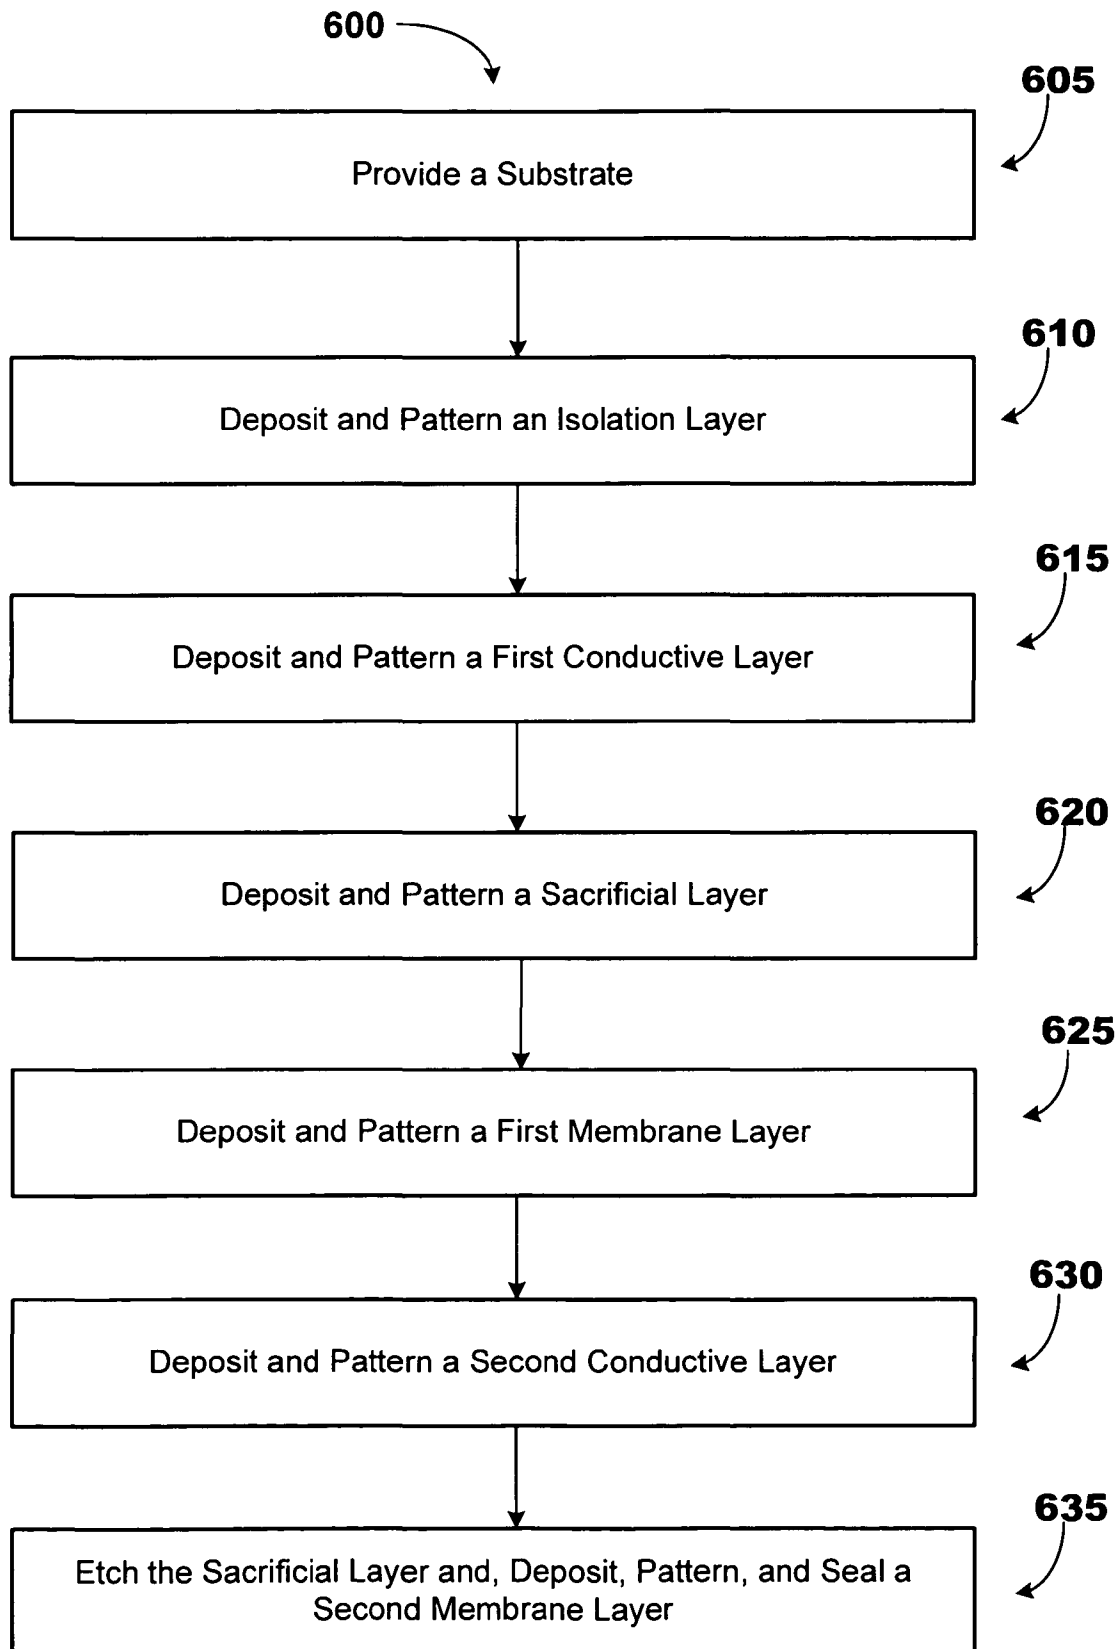 600
605
Provide a Substrate
610
Deposit and Pattern an Isolation Layer
615
Deposit and Pattern a First Conductive Layer
620
Deposit and Pattern a Sacrificial Layer
625
Deposit and Pattern a First Membrane Layer
630
Deposit and Pattern a Second Conductive Layer
635
Etch the Sacrificial Layer and, Deposit, Pattern, and Seal a
Second Membrane Layer